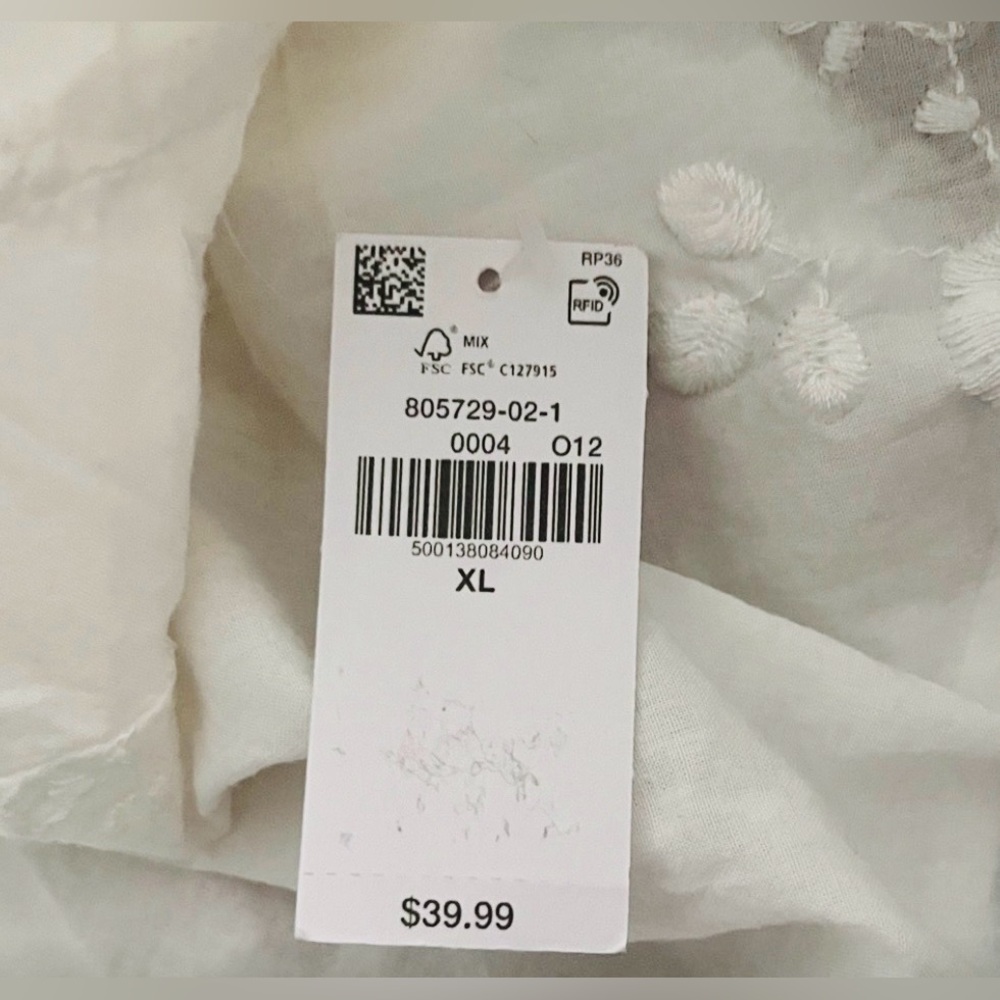 RP36
RFID
® MIX
FSC FSC® C127915
805729-02-1
0004 O12
500138084090
XL
$39.99